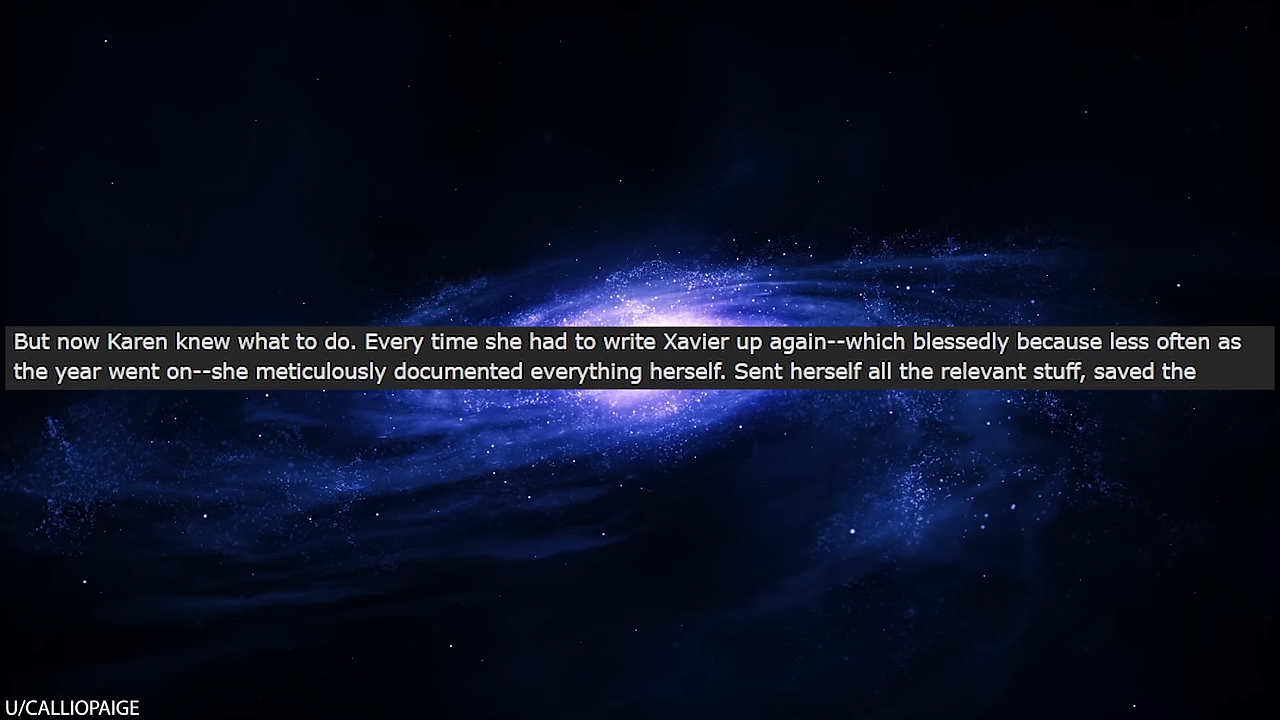 But now Karen knew what to do. Every time she had to write Xavier up again--which blessedly because less often as
the year went on--she meticulously documented everything herself. Sent herself all the relevant stuff, saved the
U/CALLIOPAIGE